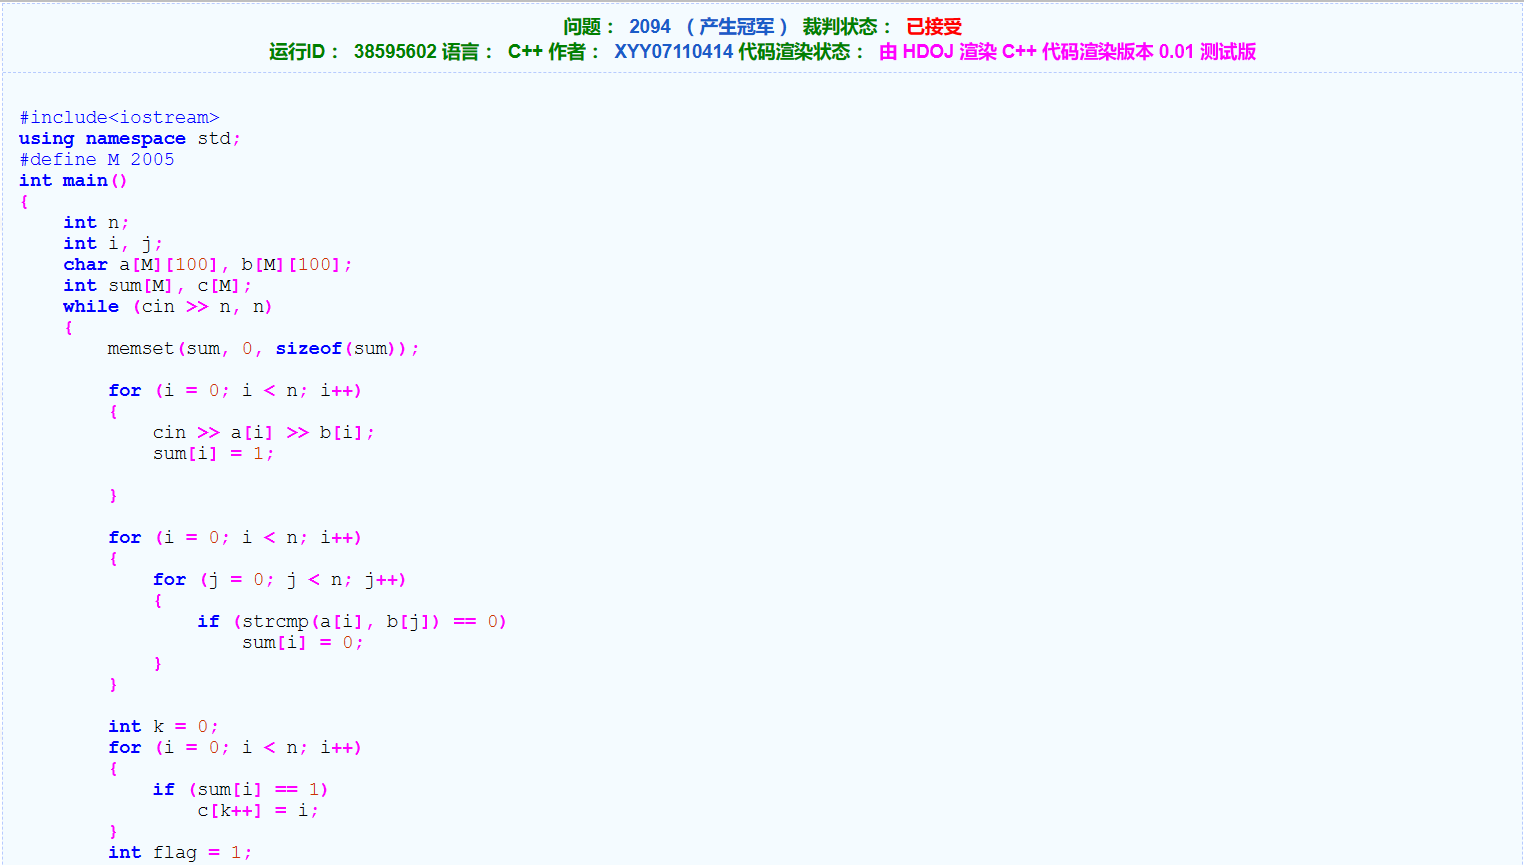 问题： 2094 （ 产生冠军 ） 裁判状态： 已接受
运行ID： 38595602 语言： C++ 作者： XYY07110414 代码渲染状态： 由 HDOJ 渲染 C++ 代码渲染版本 0.01 测试版
#include<iostream>
using namespace std;
#define M 2005
int main()
{
    int n;
    int i, j;
    char a[M][100], b[M][100];
    int sum[M], c[M];
    while (cin >> n, n)
    {
        memset(sum, 0, sizeof(sum));
        for (i = 0; i < n; i++)
        {
            cin >> a[i] >> b[i];
            sum[i] = 1;
        }
        for (i = 0; i < n; i++)
        {
            for (j = 0; j < n; j++)
            {
                if (strcmp(a[i], b[j]) == 0)
                    sum[i] = 0;
            }
        }
        int k = 0;
        for (i = 0; i < n; i++)
        {
            if (sum[i] == 1)
                c[k++] = i;
        }
        int flag = 1;